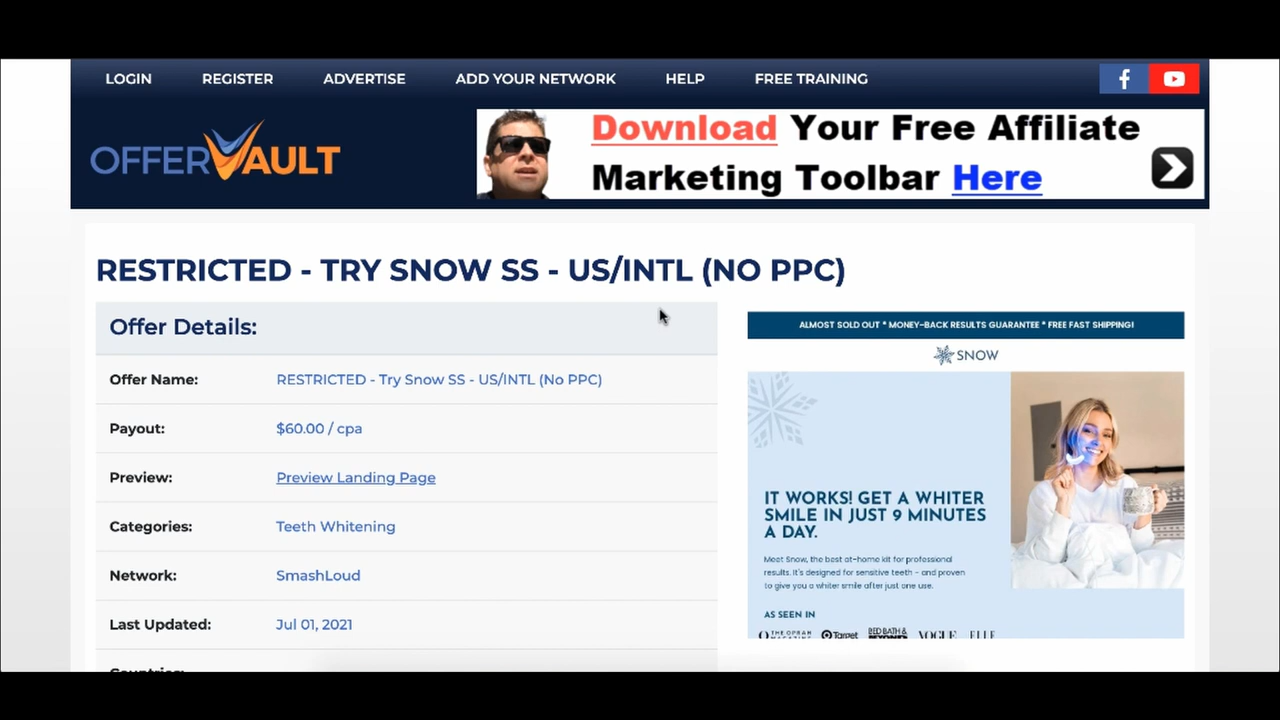 LOGIN
REGISTER
ADVERTISE
ADD YOUR NETWORK
HELP
FREE TRAINING
OFFERVAULT
Download Your Free Affiliate
Marketing Toolbar Here
RESTRICTED - TRY SNOW SS - US/INTL (NO PPC)
Offer Details:
Offer Name: RESTRICTED - Try Snow SS - US/INTL (No PPC)
Payout: $60.00 / cpa
Preview: Preview Landing Page
Categories: Teeth Whitening
Network: SmashLoud
Last Updated: Jul 01, 2021
ALMOST SOLD OUT * MONEY-BACK RESULTS GUARANTEE * FREE FAST SHIPPING!
SNOW
IT WORKS! GET A WHITER
SMILE IN JUST 9 MINUTES
A DAY.
Meet Snow, the best at-home kit for professional
results. It's designed for sensitive teeth - and proven
to give you a whiter smile after just one use.
AS SEEN IN
THE OPRAH
Target
BED BATH &
VOGUE
ELLE